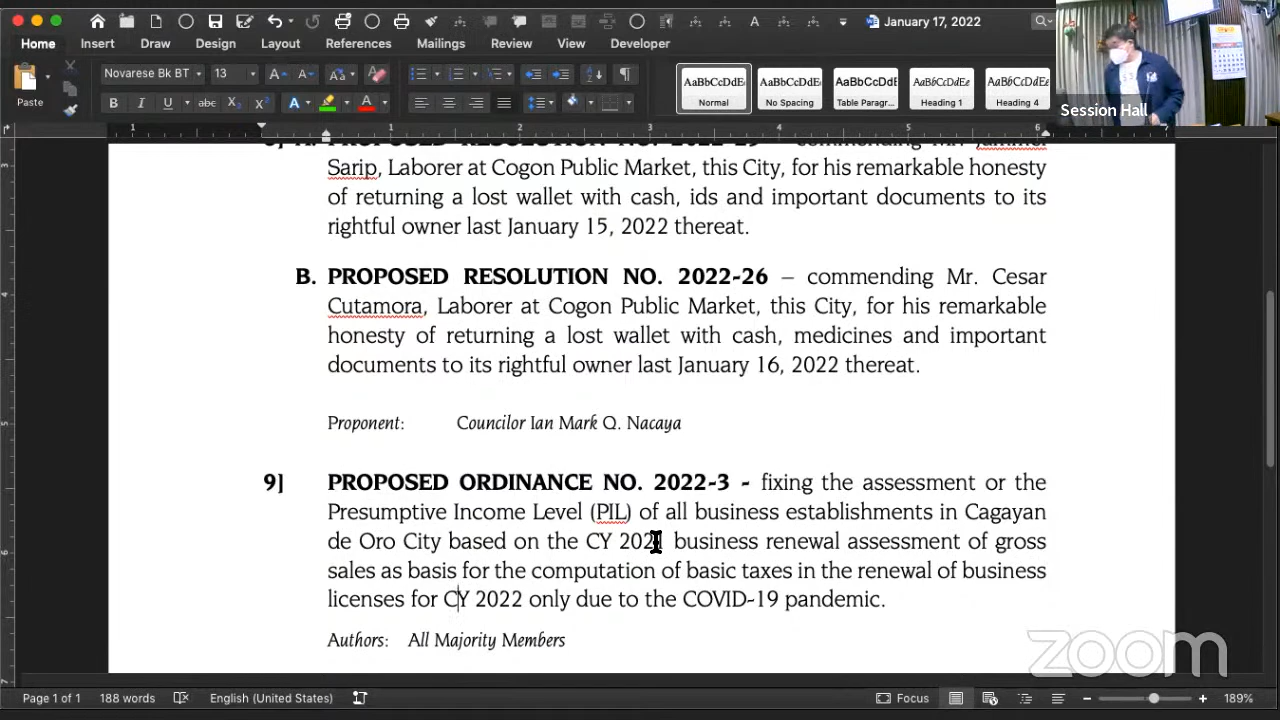 January 17, 2022
Home Insert Draw Design Layout References Mailings Review View Developer
Paste
Novarese Bk BT 13
AaBbCcDdEe AaBbCcDdEe AaBbCcDdE AaBbCcDdEe AaBbCcDdEe
Normal No Spacing Table Paragr... Heading 1 Heading 4
Session Hall
Sarip, Laborer at Cogon Public Market, this City, for his remarkable honesty
of returning a lost wallet with cash, ids and important documents to its
rightful owner last January 15, 2022 thereat.
B. PROPOSED RESOLUTION NO. 2022-26 – commending Mr. Cesar
Cutamora, Laborer at Cogon Public Market, this City, for his remarkable
honesty of returning a lost wallet with cash, medicines and important
documents to its rightful owner last January 16, 2022 thereat.
Proponent: Councilor Ian Mark Q. Nacaya
9] PROPOSED ORDINANCE NO. 2022-3 - fixing the assessment or the
Presumptive Income Level (PIL) of all business establishments in Cagayan
de Oro City based on the CY 2021 business renewal assessment of gross
sales as basis for the computation of basic taxes in the renewal of business
licenses for CY 2022 only due to the COVID-19 pandemic.
Authors: All Majority Members
zoom
Page 1 of 1 188 words English (United States) Focus 189%